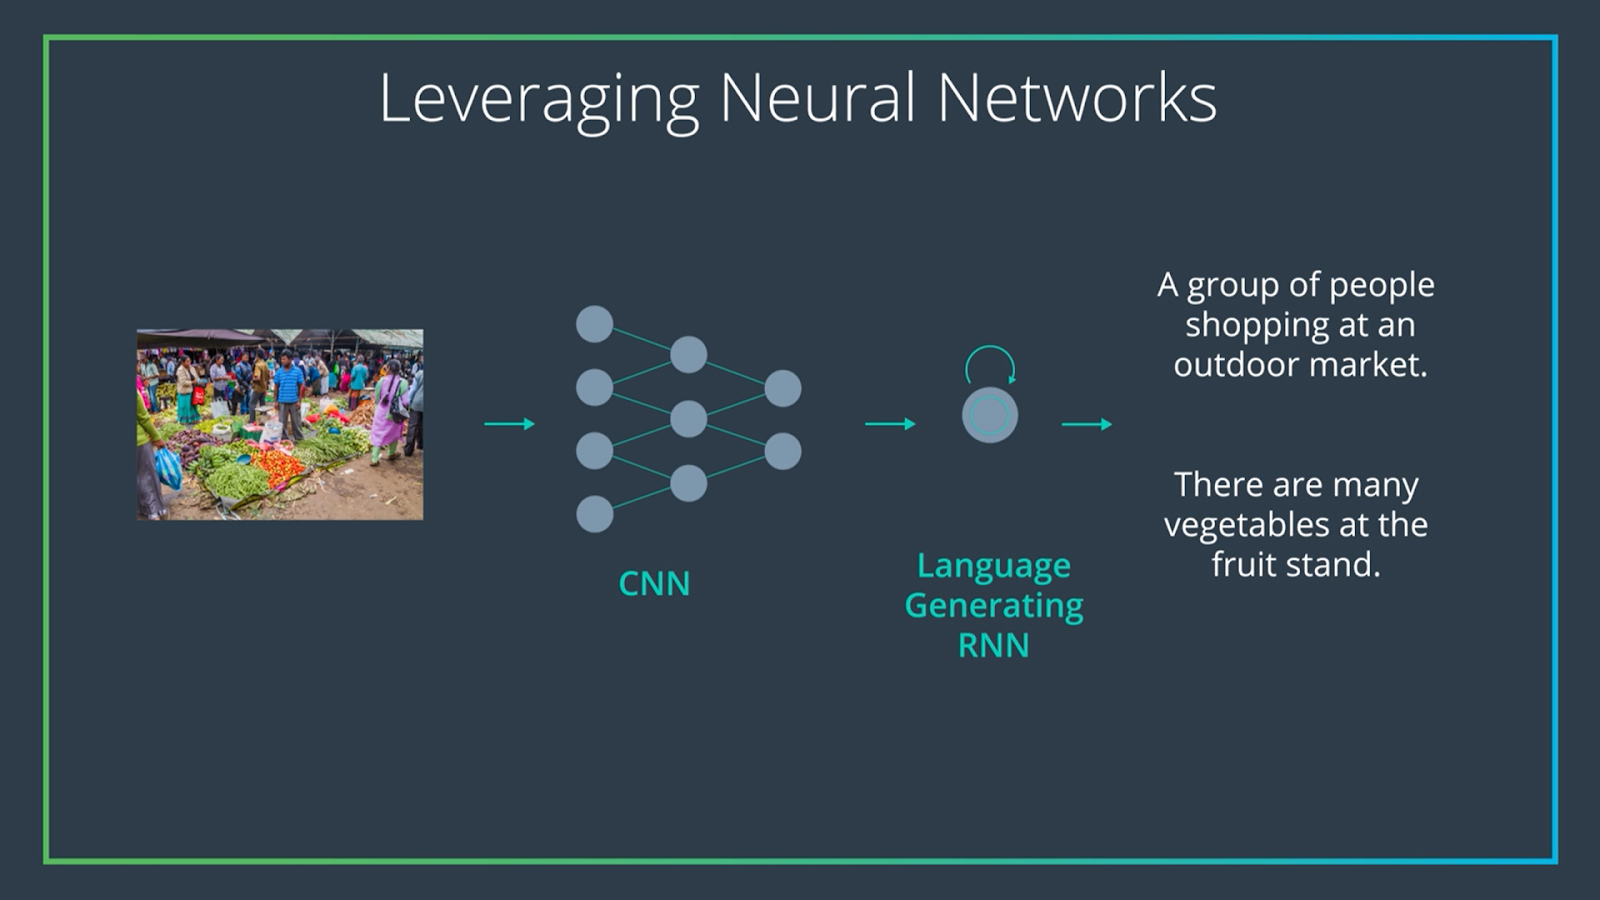 Leveraging Neural Networks
A group of people
shopping at an
outdoor market.
There are many
vegetables at the
fruit stand.
CNN
Language
Generating
RNN